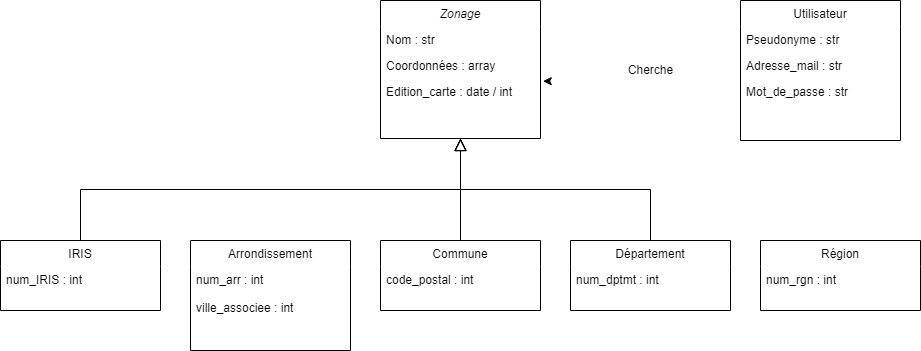 Zonage
Nom : str
Coordonnées : array
Edition_carte : date / int
Cherche
Utilisateur
Pseudonyme : str
Adresse_mail : str
Mot_de_passe : str
IRIS
num_IRIS : int
Arrondissement
num_arr : int
ville_associee : int
Commune
code_postal : int
Département
num_dptmt : int
Région
num_rgn : int